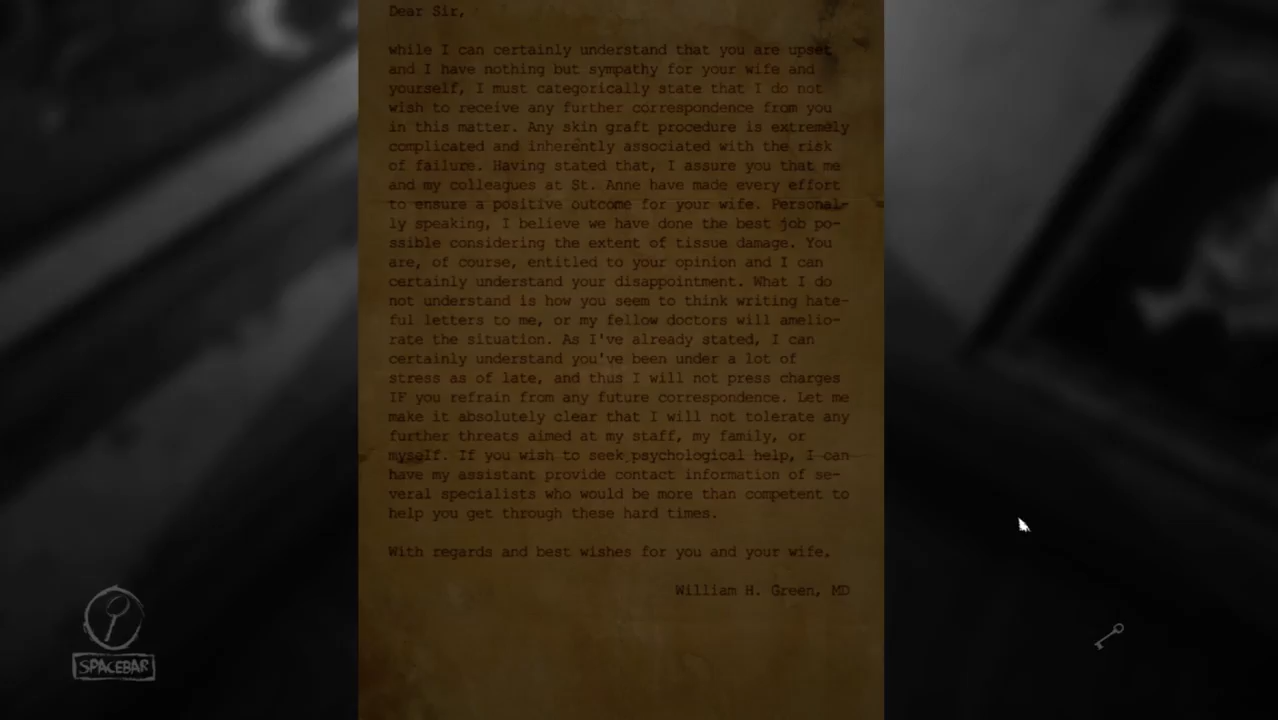 Dear Sir,
while I can certainly understand that you are upset
and I have nothing but sympathy for your wife and
yourself, I must categorically state that I do not
wish to receive any further correspondence from you
in this matter. Any skin graft procedure is extremely
complicated and inherently associated with the risk
of failure. Having stated that, I assure you that me
and my colleagues at St. Anne have made every effort
to ensure a positive outcome for your wife. Personal-
ly speaking, I believe we have done the best job po-
ssible considering the extent of tissue damage. You
are, of course, entitled to your opinion and I can
certainly understand your disappointment. What I do
not understand is how you seem to think writing hate-
ful letters to me, or my fellow doctors will amelio-
rate the situation. As I've already stated, I can
certainly understand you've been under a lot of
stress as of late, and thus I will not press charges
IF you refrain from any future correspondence. Let me
make it absolutely clear that I will not tolerate any
further threats aimed at my staff, my family, or
myself. If you wish to seek psychological help, I can
have my assistant provide contact information of se-
veral specialists who would be more than competent to
help you get through these hard times.
With regards and best wishes for you and your wife,
William H. Green, MD
SPACEBAR